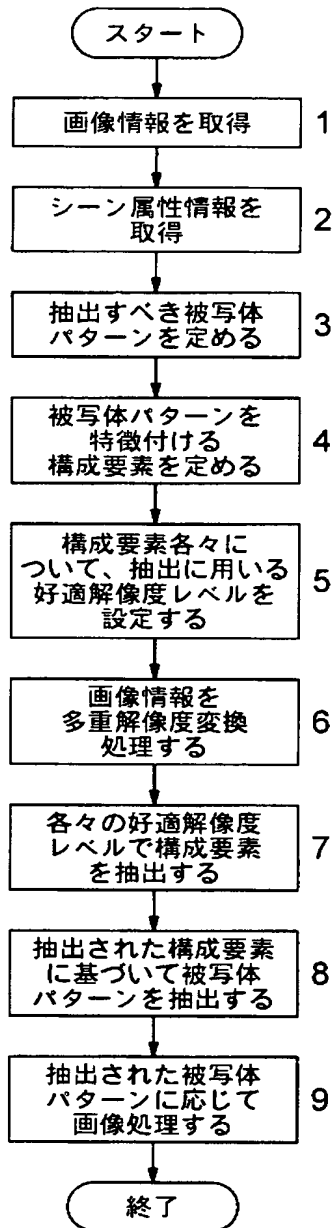 スタート
画像情報を取得
1
シーン属性情報を
取得
2
抽出すべき被写体
パターンを定める
3
被写体パターンを
特徴付ける
構成要素を定める
4
構成要素各々に
ついて、抽出に用いる
好適解像度レベルを
設定する
5
画像情報を
多重解像度変換
処理する
6
各々の好適解像度
レベルで構成要素
を抽出する
7
抽出された構成要素
に基づいて被写体
パターンを抽出する
8
抽出された被写体
パターンに応じて
画像処理する
9
終了